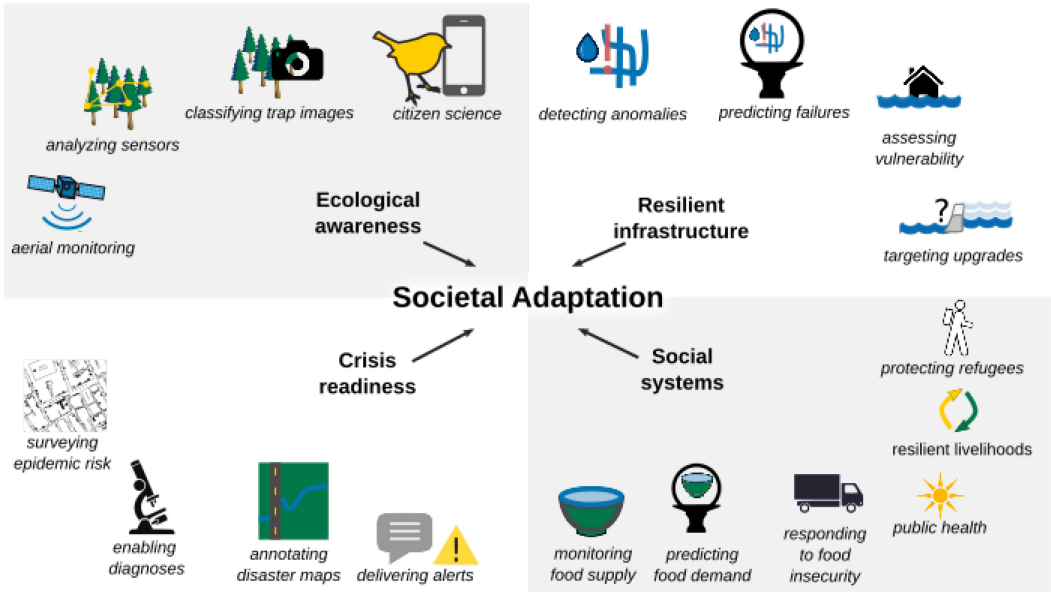 classifying trap images
citizen science
analyzing sensors
aerial monitoring
Ecological
awareness
detecting anomalies
predicting failures
assessing
vulnerability
Resilient
infrastructure
?
targeting upgrades
Societal Adaptation
Crisis
readiness
surveying
epidemic risk
enabling
diagnoses
annotating
disaster maps
!
delivering alerts
Social
systems
protecting refugees
resilient livelihoods
public health
monitoring
food supply
predicting
food demand
responding
to food
insecurity